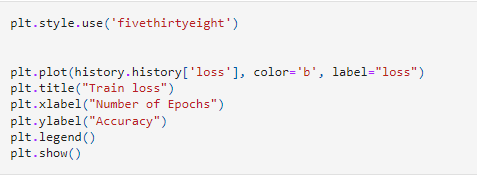 plt.style.use('fivethirtyeight')
plt.plot(history.history['loss'], color='b', label="loss")
plt.title("Train loss")
plt.xlabel("Number of Epochs")
plt.ylabel("Accuracy")
plt.legend()
plt.show()